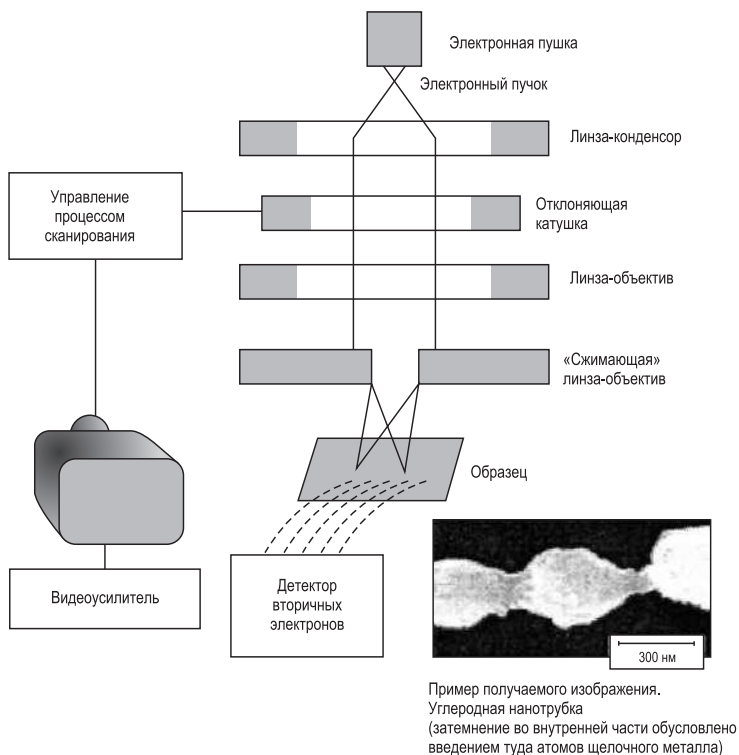 Электронная пушка
Электронный пучок
Линза-конденсор
Управление
процессом
сканирования
Отклоняющая
катушка
Линза-объектив
«Сжимающая»
линза-объектив
Образец
Видеоусилитель
Детектор
вторичных
электронов
300 нм
Пример получаемого изображения.
Углеродная нанотрубка
(затемнение во внутренней части обусловлено
введением туда атомов щелочного металла)